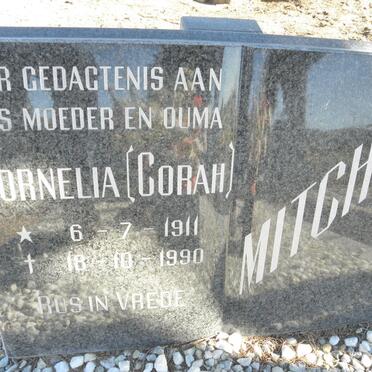 R GEDAGTENIS AAN
S MOEDER EN OUMA
ORNELIA (CORAH)
★ 6 - 7 - 1911
† 18 - 10 - 1990
RUS IN VREDE
MITCH